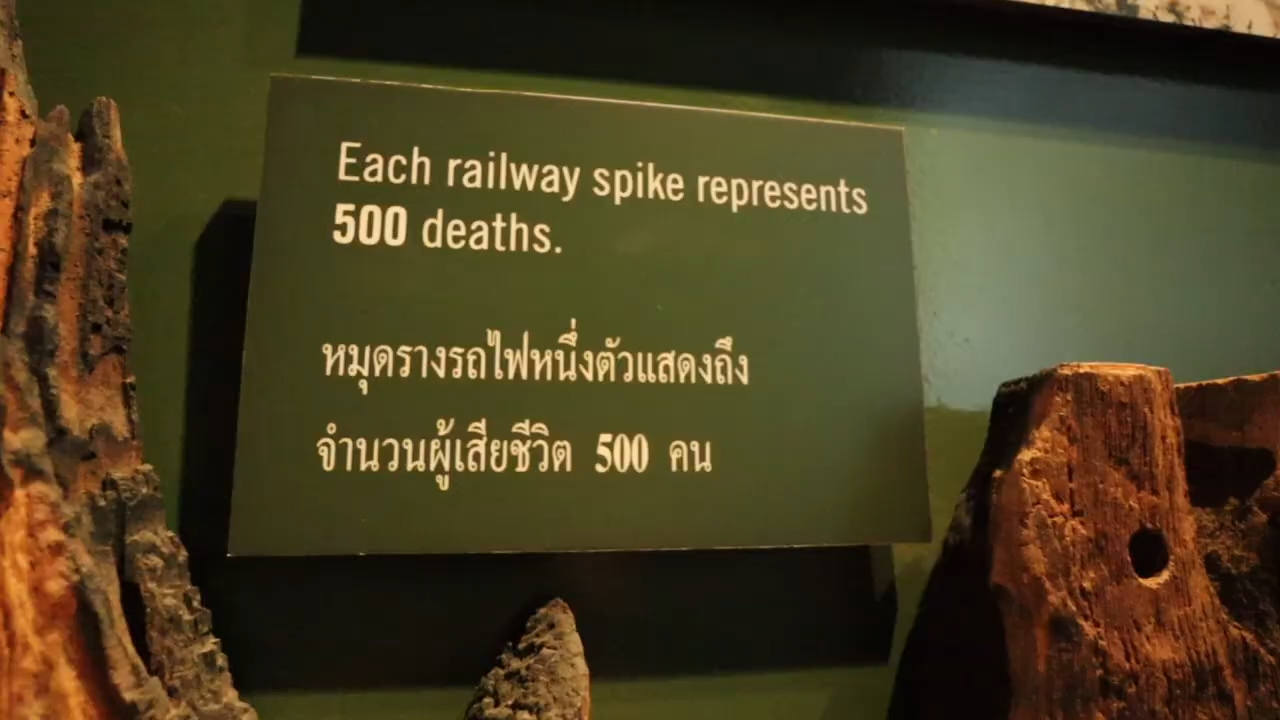 Each railway spike represents
500 deaths.
หมุดรางรถไฟหนึ่งตัวแสดงถึง
จำนวนผู้เสียชีวิต 500 คน